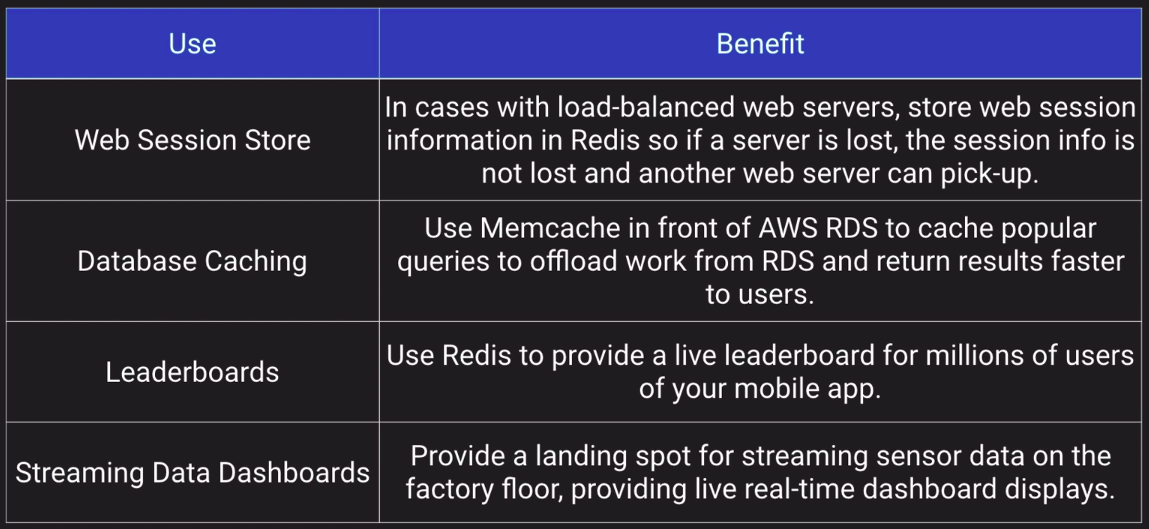 Use
Benefit
Web Session Store
In cases with load-balanced web servers, store web session
information in Redis so if a server is lost, the session info is
not lost and another web server can pick-up.
Database Caching
Use Memcache in front of AWS RDS to cache popular
queries to offload work from RDS and return results faster
to users.
Leaderboards
Use Redis to provide a live leaderboard for millions of users
of your mobile app.
Streaming Data Dashboards
Provide a landing spot for streaming sensor data on the
factory floor, providing live real-time dashboard displays.